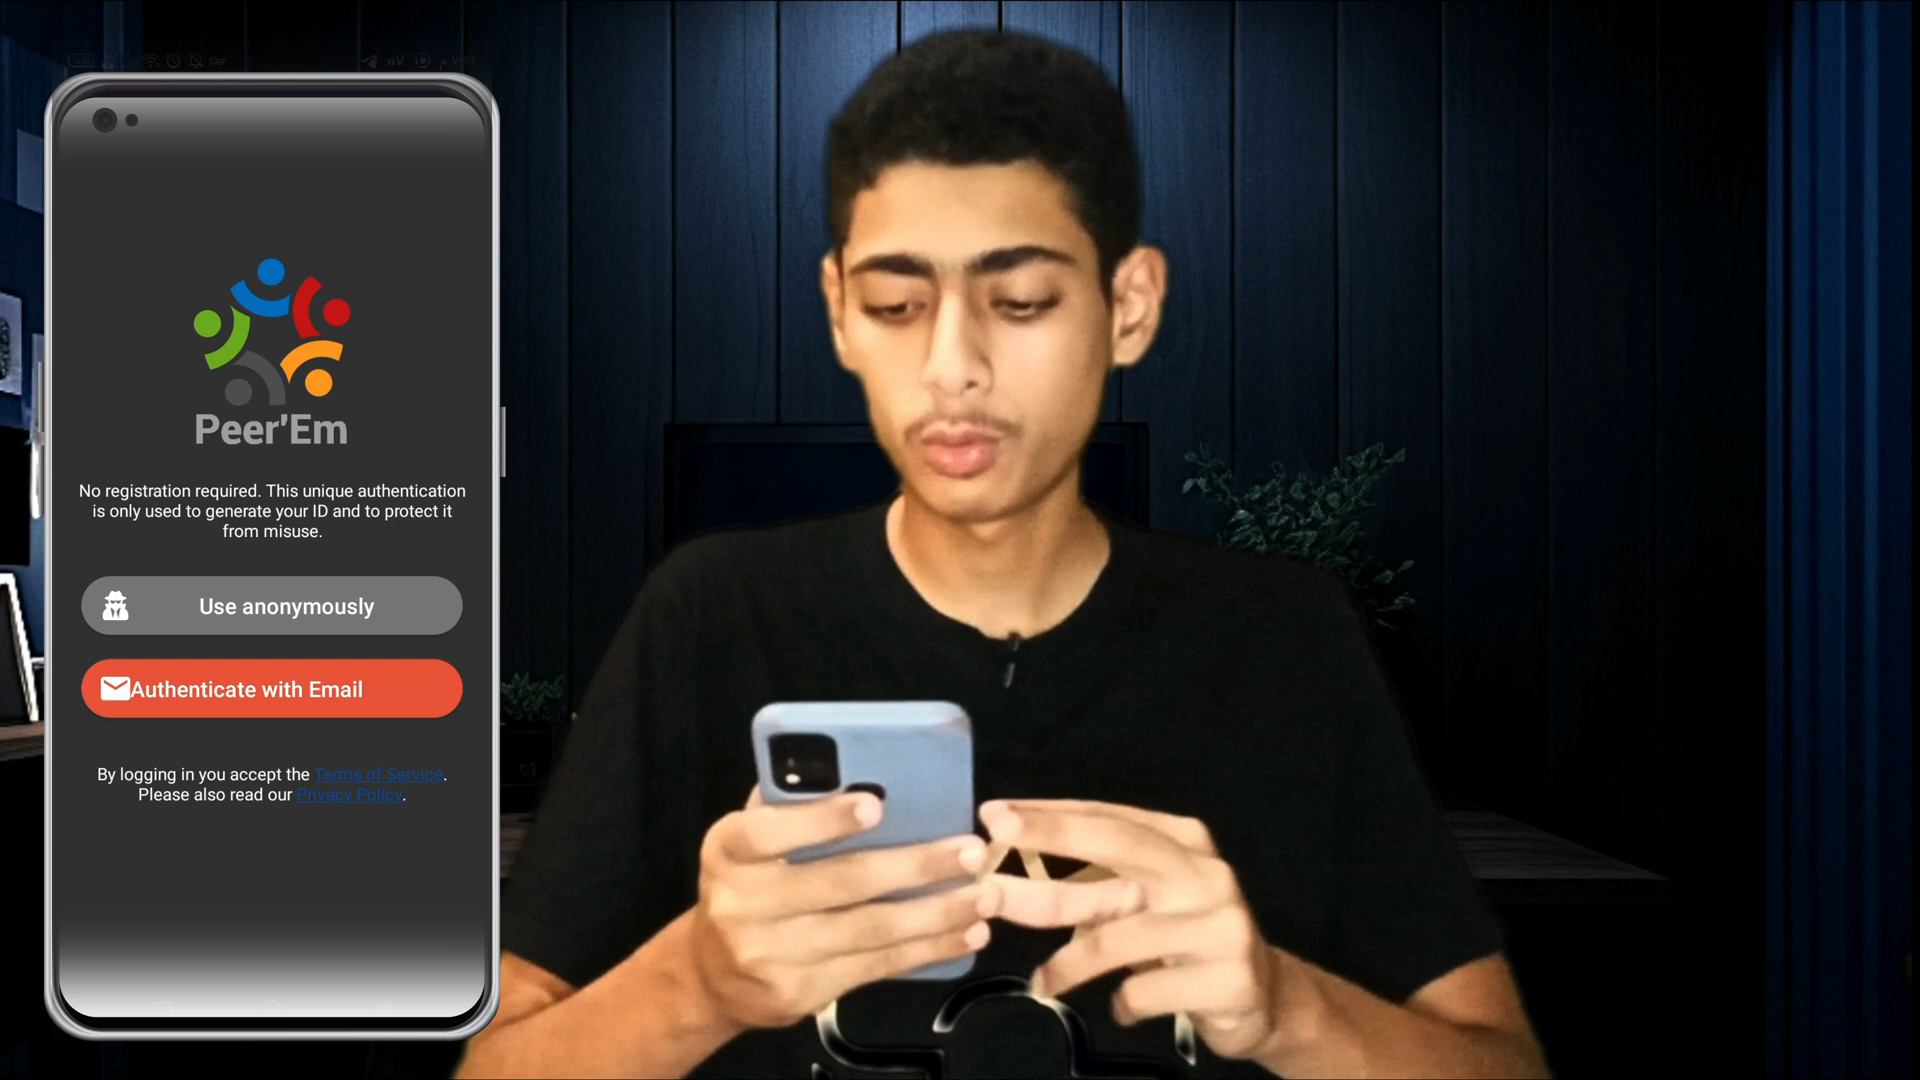 Peer'Em
No registration required. This unique authentication
is only used to generate your ID and to protect it
from misuse.
Use anonymously
Authenticate with Email
By logging in you accept the Terms of Service.
Please also read our Privacy Policy.